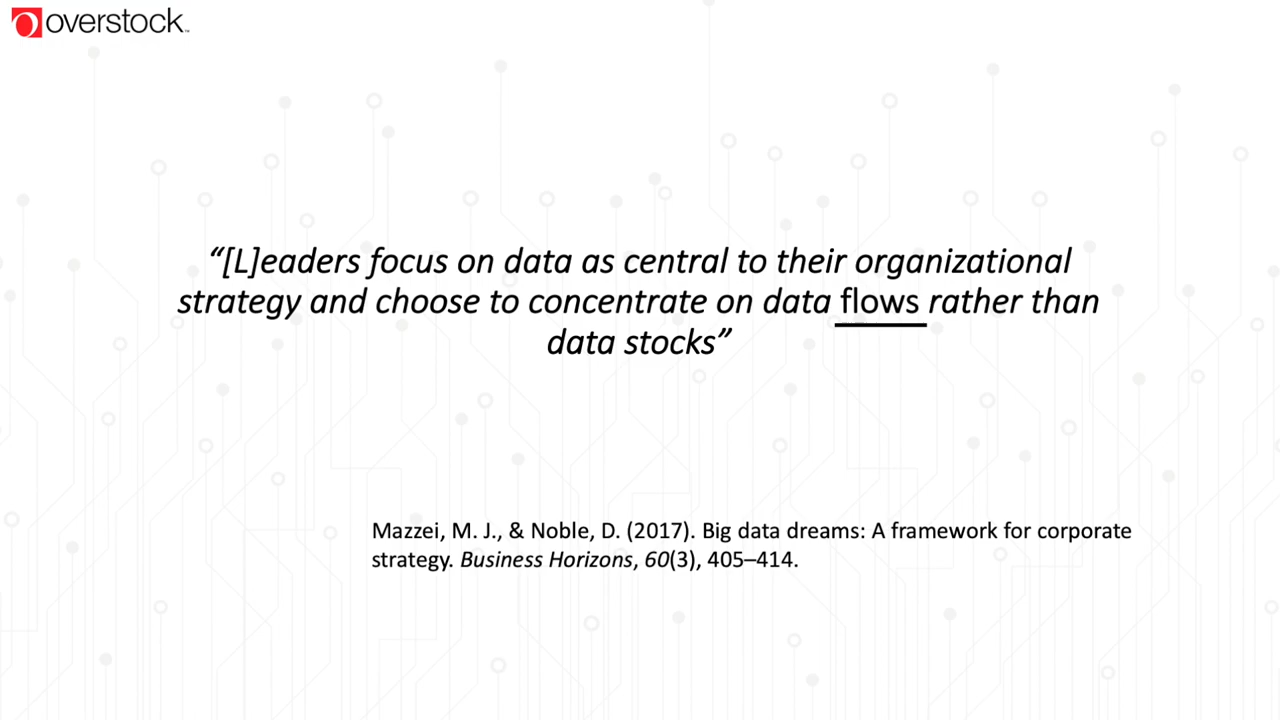 overstock™
“[L]eaders focus on data as central to their organizational
strategy and choose to concentrate on data flows rather than
data stocks”
Mazzei, M. J., & Noble, D. (2017). Big data dreams: A framework for corporate
strategy. Business Horizons, 60(3), 405–414.